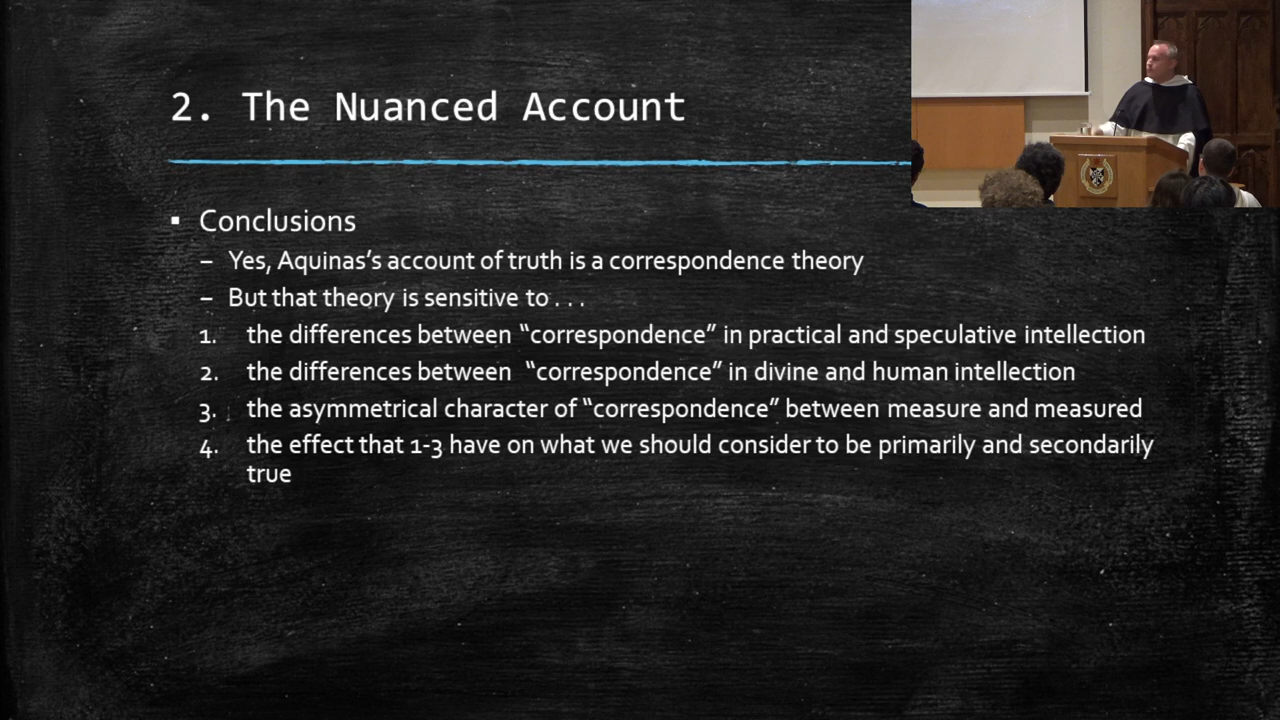 2. The Nuanced Account
▪ Conclusions
– Yes, Aquinas’s account of truth is a correspondence theory
– But that theory is sensitive to . . .
1. the differences between “correspondence” in practical and speculative intellection
2. the differences between “correspondence” in divine and human intellection
3. the asymmetrical character of “correspondence” between measure and measured
4. the effect that 1-3 have on what we should consider to be primarily and secondarily
true